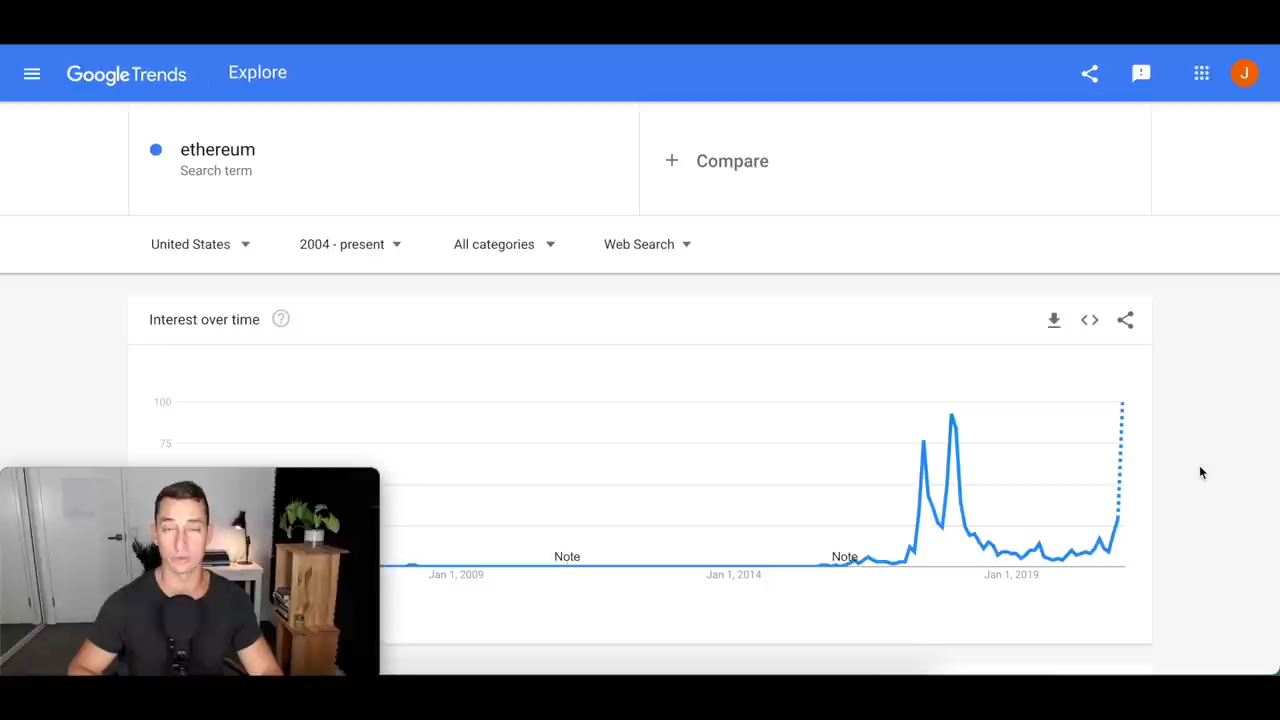 Google Trends
Explore
J
ethereum
Search term
+ Compare
United States
2004 - present
All categories
Web Search
Interest over time
?
100
75
Note
Note
Jan 1, 2009
Jan 1, 2014
Jan 1, 2019